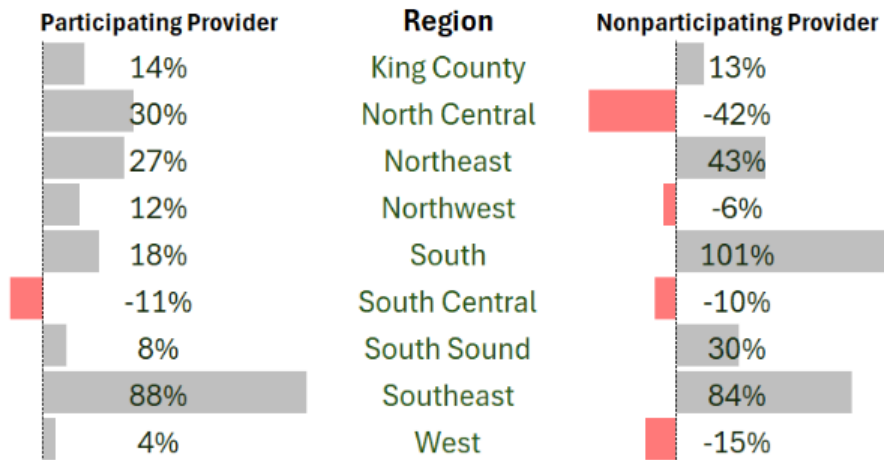 Participating Provider Region Nonparticipating Provider
14% King County 13%
30% North Central -42%
27% Northeast 43%
12% Northwest -6%
18% South 101%
-11% South Central -10%
8% South Sound 30%
88% Southeast 84%
4% West -15%